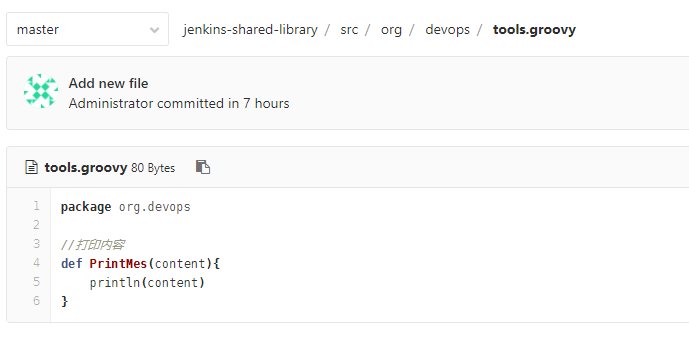 master
jenkins-shared-library / src / org / devops / tools.groovy
Add new file
Administrator committed in 7 hours
tools.groovy 80 Bytes
1 package org.devops
2
3 //打印内容
4 def PrintMes(content){
5     println(content)
6 }